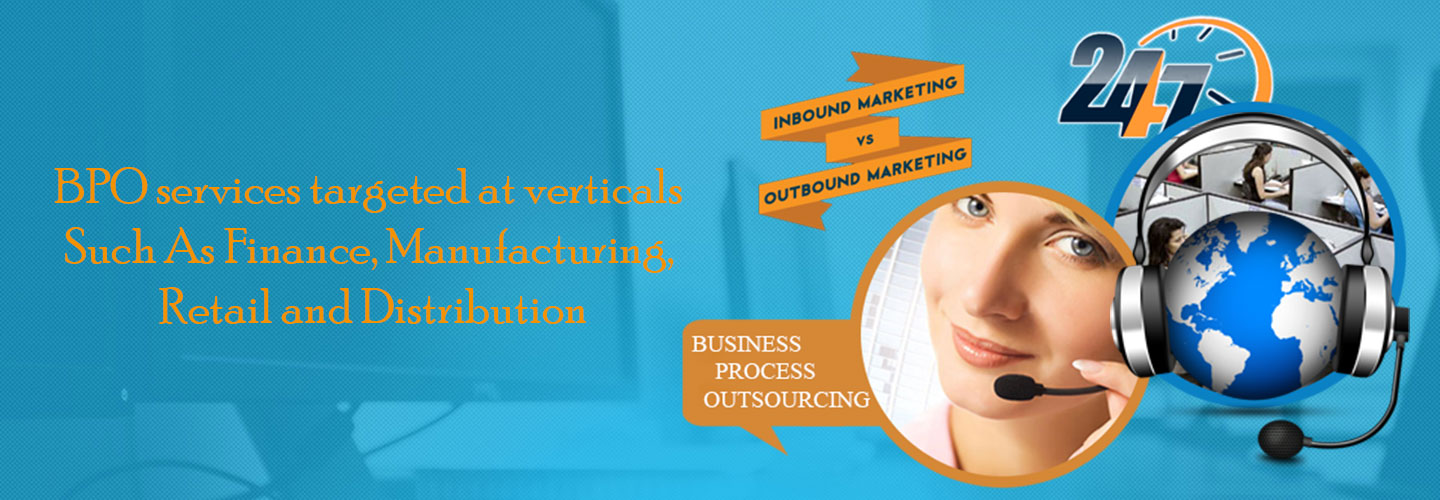 BPO services targeted at verticals
Such As Finance, Manufacturing,
Retail and Distribution
INBOUND MARKETING
VS
OUTBOUND MARKETING
24/7
BUSINESS
PROCESS
OUTSOURCING